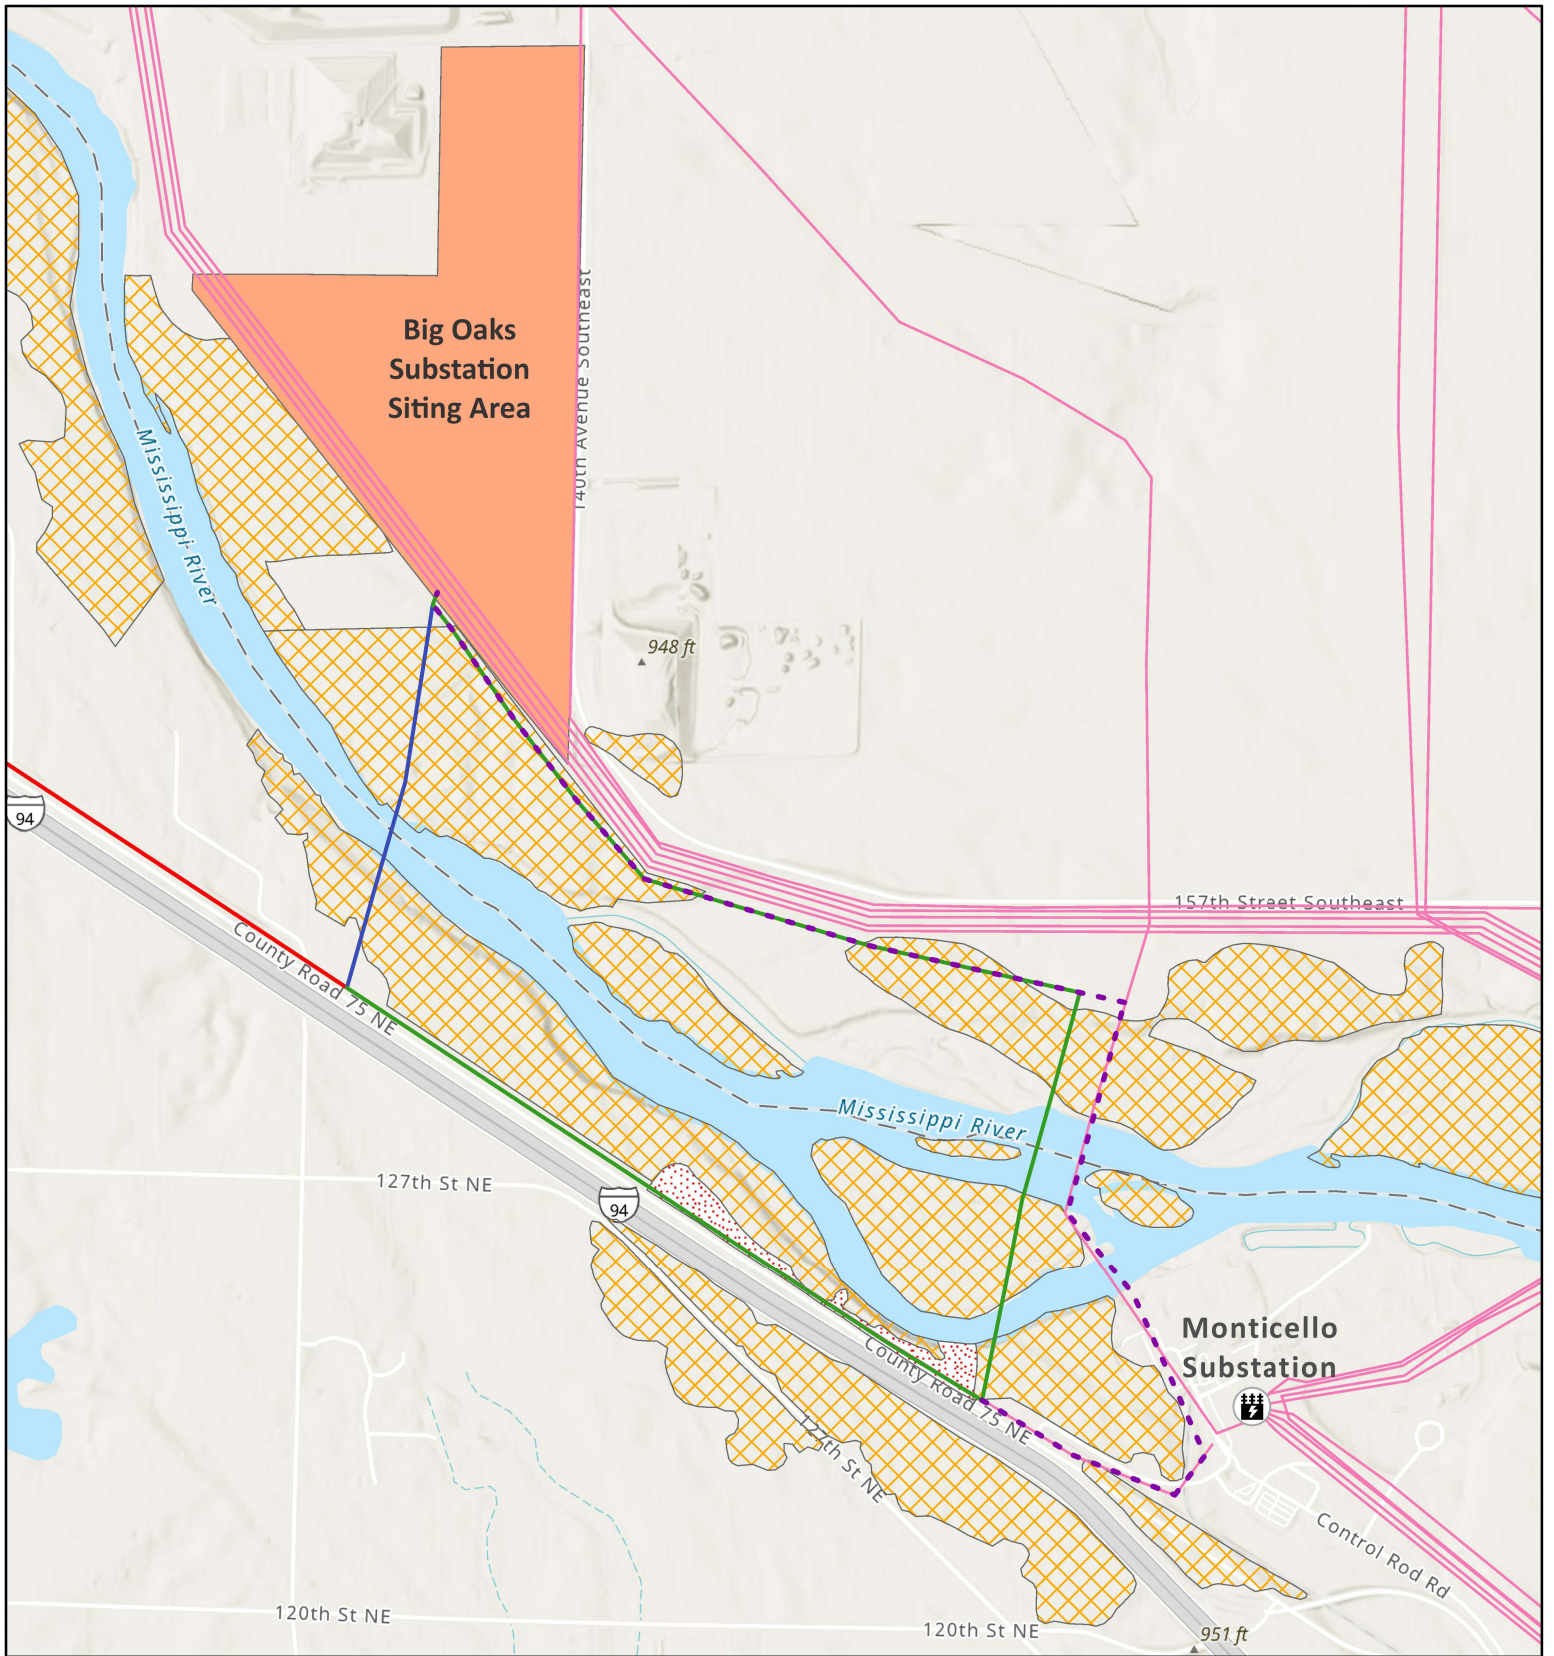 Big Oaks
Substation
Siting Area
140th Avenue Southeast
Mississippi River
948 ft
94
157th Street Southeast
County Road 75 NE
Mississippi River
127th St NE
94
Monticello
Substation
County Road 75 NE
127th St NE
Control Rod Rd
120th St NE
120th St NE
951 ft